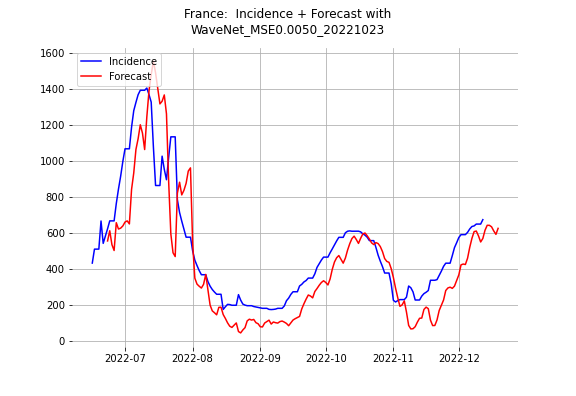 France:  Incidence + Forecast with
WaveNet_MSE0.0050_20221023
Incidence
Forecast
1600
1400
1200
1000
800
600
400
200
0
2022-07 2022-08 2022-09 2022-10 2022-11 2022-12